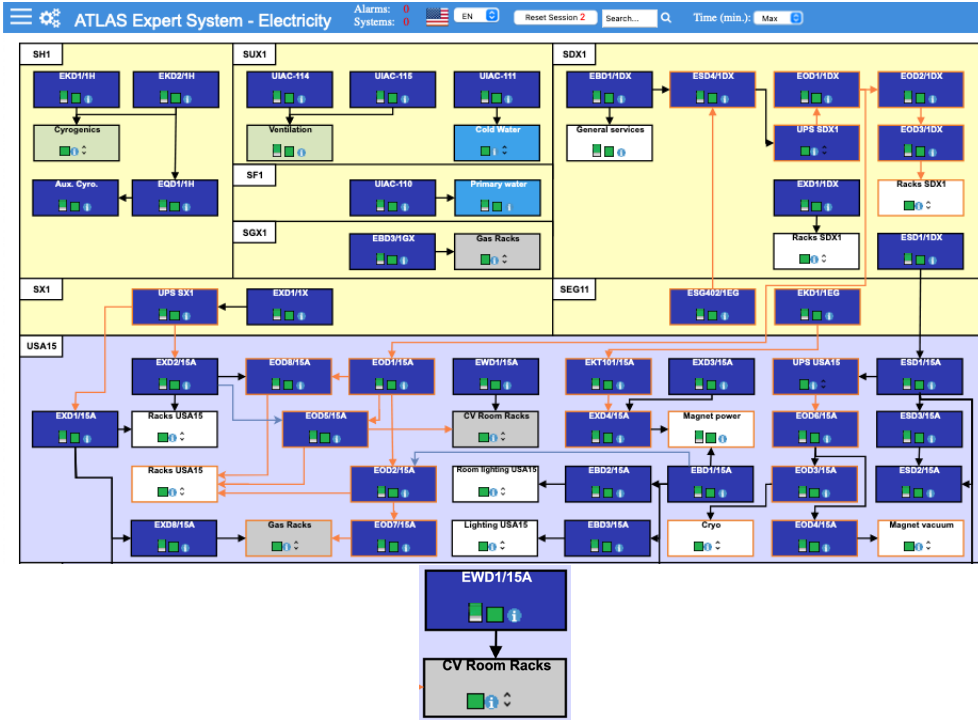 ATLAS Expert System - Electricity
Alarms: 0
Systems: 0
EN
Reset Session 2
Search...
Time (min.):
Max
SH1
SUX1
SDX1
EKD1/1H
EKD2/1H
UIAC-114
UIAC-115
UIAC-111
EBD1/1DX
ESD4/1DX
EOD1/1DX
EOD2/1DX
Cyrogenics
Ventilation
Cold Water
General services
UPS SDX1
EOD3/1DX
SF1
Aux. Cyro.
EQD1/1H
UIAC-110
Primary water
EXD1/1DX
Racks SDX1
SGX1
EBD3/1GX
Gas Racks
Racks SDX1
ESD1/1DX
SX1
SEG11
UPS SX1
EXD1/1X
ESG402/1EG
EKD1/1EG
USA15
EXD2/15A
EOD8/15A
EOD1/15A
EWD1/15A
EKT101/15A
EXD3/15A
UPS USA15
ESD1/15A
EXD1/15A
Racks USA15
EOD5/15A
CV Room Racks
EXD4/15A
Magnet power
EOD6/15A
ESD3/15A
Racks USA15
EOD2/15A
Room lighting USA15
EBD2/15A
EBD1/15A
EOD3/15A
ESD2/15A
EXD8/15A
Gas Racks
EOD7/15A
Lighting USA15
EBD3/15A
Cryo
EOD4/15A
Magnet vacuum
EWD1/15A
CV Room Racks